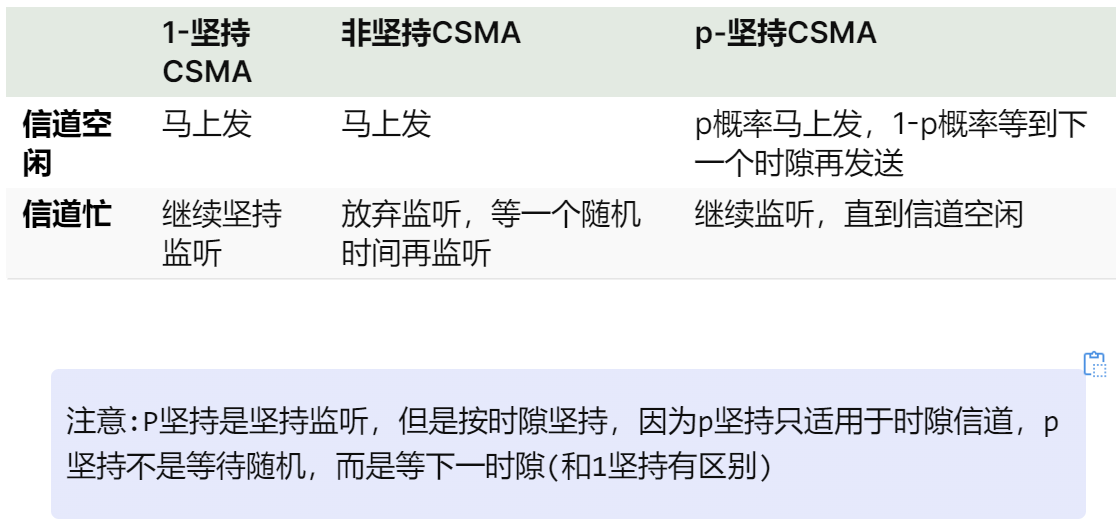 1-坚持 非坚持CSMA p-坚持CSMA
CSMA
信道空 马上发 马上发 p概率马上发，1-p概率等到下
闲 一个时隙再发送
信道忙 继续坚持 放弃监听，等一个随机 继续监听，直到信道空闲
监听 时间再监听
注意:P坚持是坚持监听，但是按时隙坚持，因为p坚持只适用于时隙信道，p
坚持不是等待随机，而是等下一时隙(和1坚持有区别)